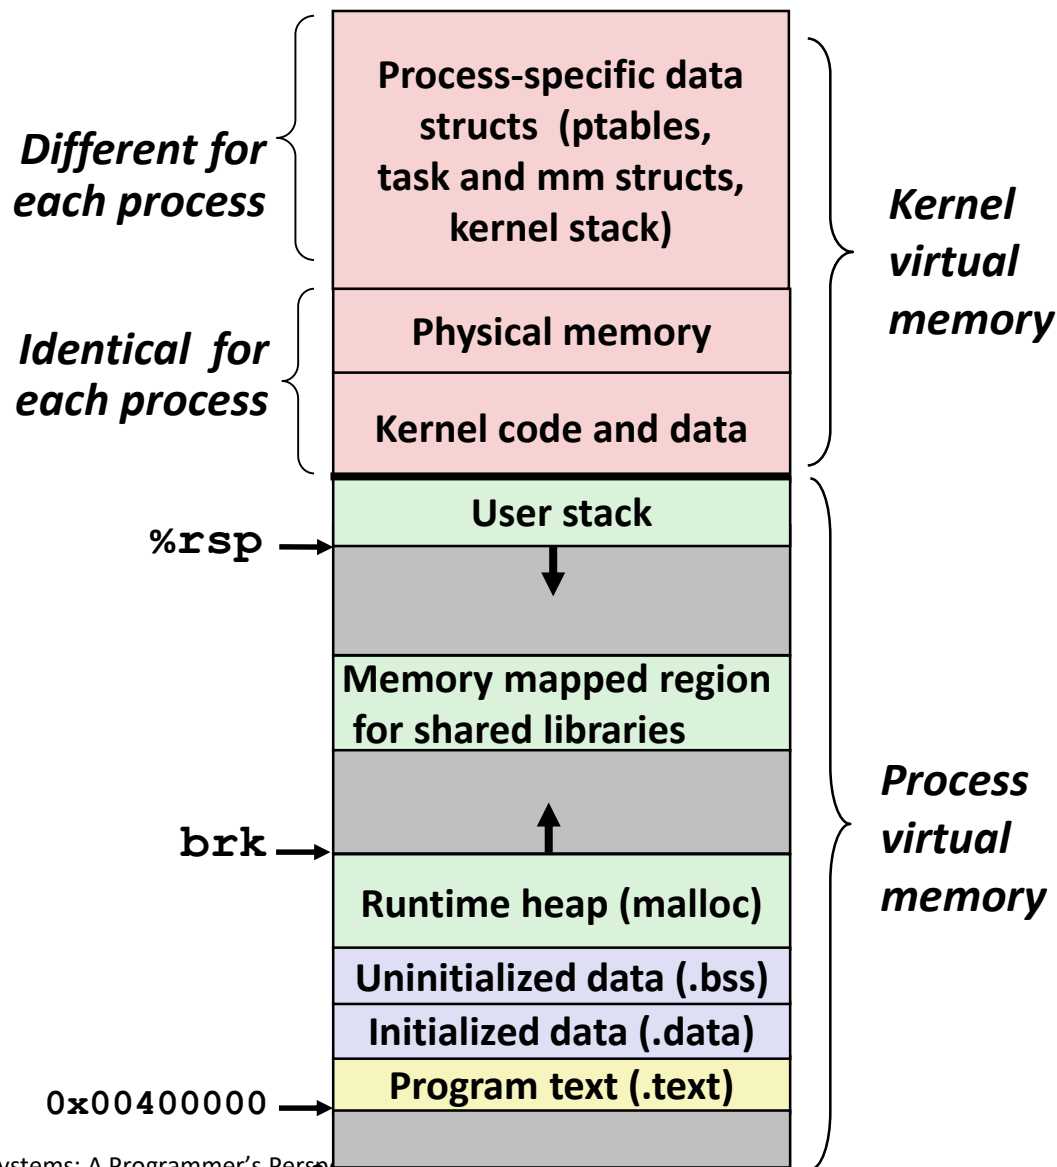 Process-specific data
structs (ptables,
task and mm structs,
kernel stack)
Different for
each process
Kernel
virtual
memory
Physical memory
Identical for
each process
Kernel code and data
User stack
%rsp
Memory mapped region
for shared libraries
Process
virtual
memory
brk
Runtime heap (malloc)
Uninitialized data (.bss)
Initialized data (.data)
Program text (.text)
0x00400000
A Programmer's